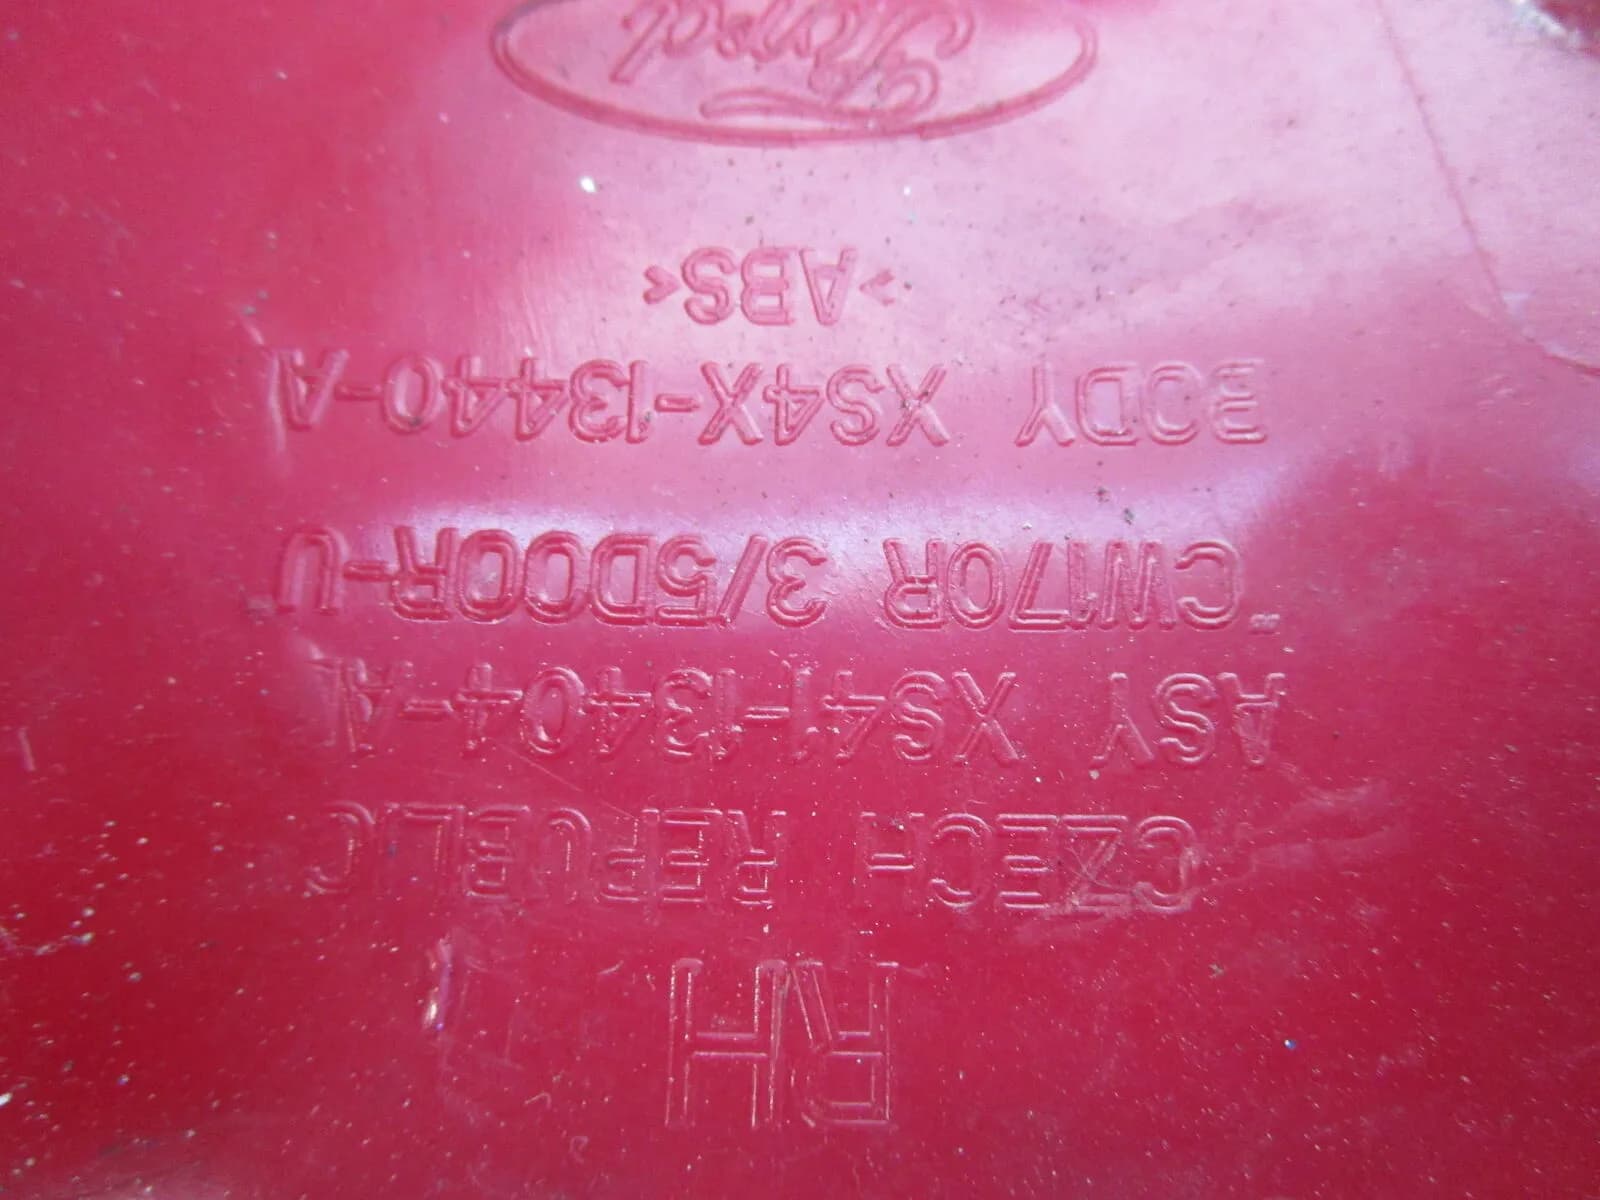 RH
CZECH REPUBLIC
ASY XS41-13404-AL
"CW170R 3/5DOOR-U"
BODY XS4X-13440-A
>ABS<
Ford